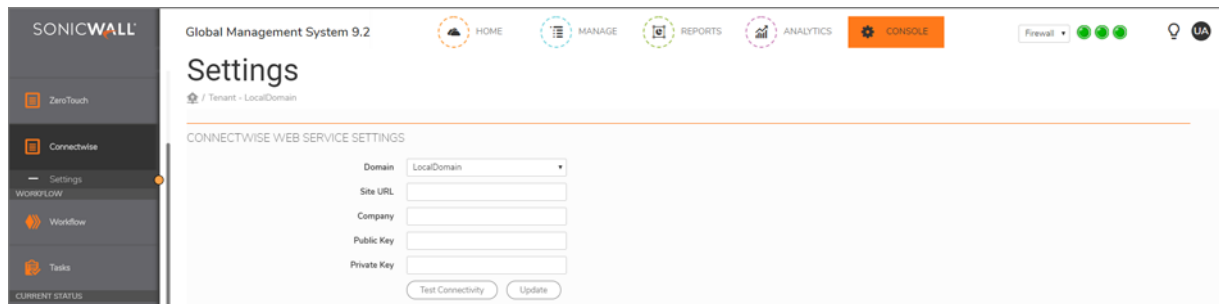 SONICWALL
Global Management System 9.2
HOME
MANAGE
REPORTS
ANALYTICS
CONSOLE
Firewall
UA
Settings
/ Tenant - LocalDomain
ZeroTouch
Connectwise
Settings
WORKFLOW
Workflow
Tasks
CURRENT STATUS
CONNECTWISE WEB SERVICE SETTINGS
Domain LocalDomain
Site URL
Company
Public Key
Private Key
Test Connectivity Update